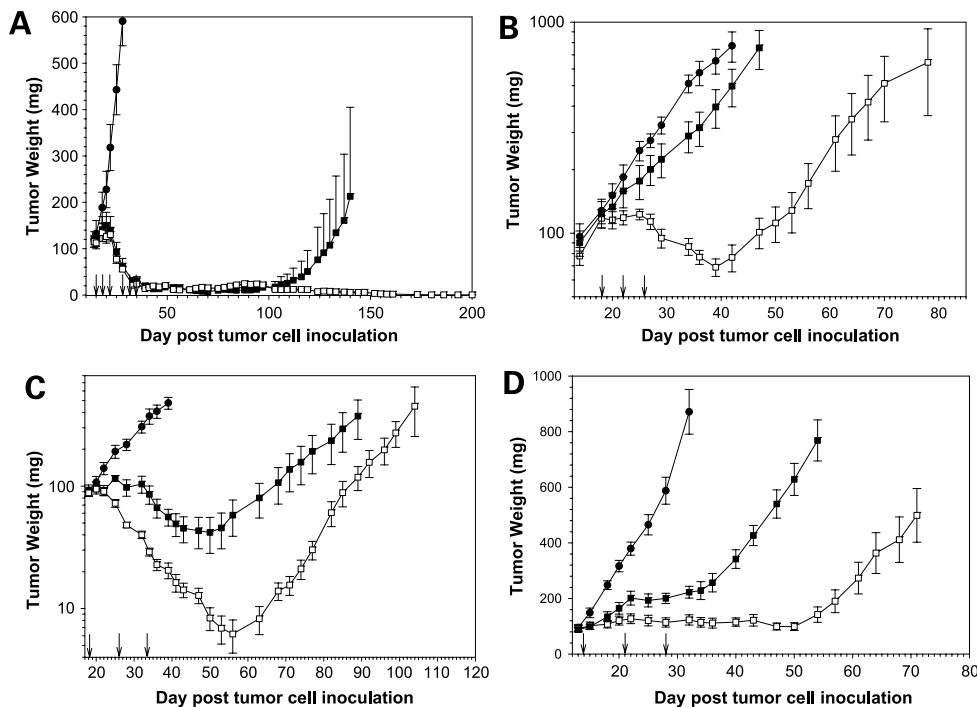 A
Tumor Weight (mg)
600
500
400
300
200
100
0
50 100 150 200
Day post tumor cell inoculation
B
Tumor Weight (mg)
1000
100
20 30 40 50 60 70 80
Day post tumor cell inoculation
C
Tumor Weight (mg)
100
10
20 30 40 50 60 70 80 90 100 110 120
Day post tumor cell inoculation
D
Tumor Weight (mg)
1000
800
600
400
200
0
20 30 40 50 60 70 80
Day post tumor cell inoculation